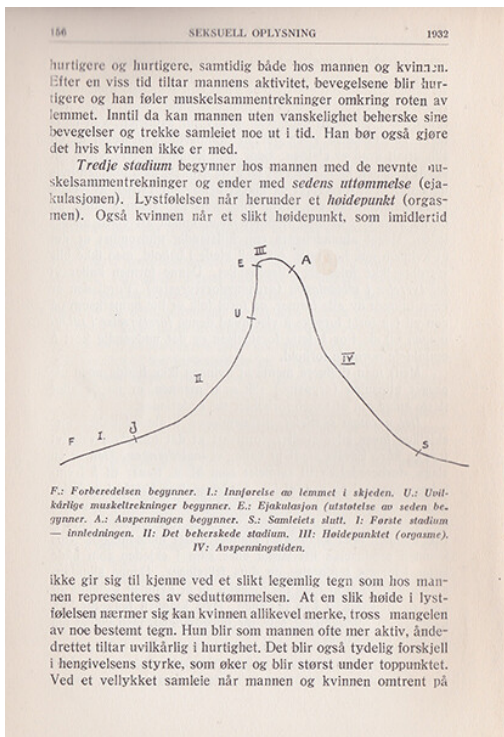 156 SEKSUELL OPLYSNING 1932
hurtigere og hurtigere, samtidig både hos mannen og kvinnen.
Efter en viss tid tiltar mannens aktivitet, bevegelsene blir hur-
tigere og han føler muskelsammentrekninger omkring roten av
lemmet. Inntil da kan mannen uten vanskelighet beherske sine
bevegelser og trekke samleiet noe ut i tid. Han bør også gjøre
det hvis kvinnen ikke er med.
Tredje stadium begynner hos mannen med de nevnte mu-
skelsammentrekninger og ender med sedens uttømmelse (eja-
kulasjonen). Lystfølelsen når herunder et høidepunkt (orgas-
men). Også kvinnen når et slikt høidepunkt, som imidlertid
III
E A
U
II IV
F I. J S
F.: Forberedelsen begynner. I.: Innførelse av lemmet i skjeden. U.: Uvil-
kårlige muskeltrekninger begynner. E.: Ejakulasjon (utstøtelse av seden be-
gynner. A.: Avspenningen begynner. S.: Samleiets slutt. I: Første stadium
— innledningen. II: Det beherskede stadium. III: Høidepunktet (orgasme).
IV: Avspenningstiden.
ikke gir sig til kjenne ved et slikt legemlig tegn som hos man-
nen representeres av seduttømmelsen. At en slik høide i lyst-
følelsen nærmer sig kan kvinnen allikevel merke, tross mangelen
av noe bestemt tegn. Hun blir som mannen ofte mer aktiv, ånde-
drettet tiltar uvilkårlig i hurtighet. Det blir også tydelig forskjell
i hengivelsens styrke, som øker og blir størst under toppunktet.
Ved et vellykket samleie når mannen og kvinnen omtrent på